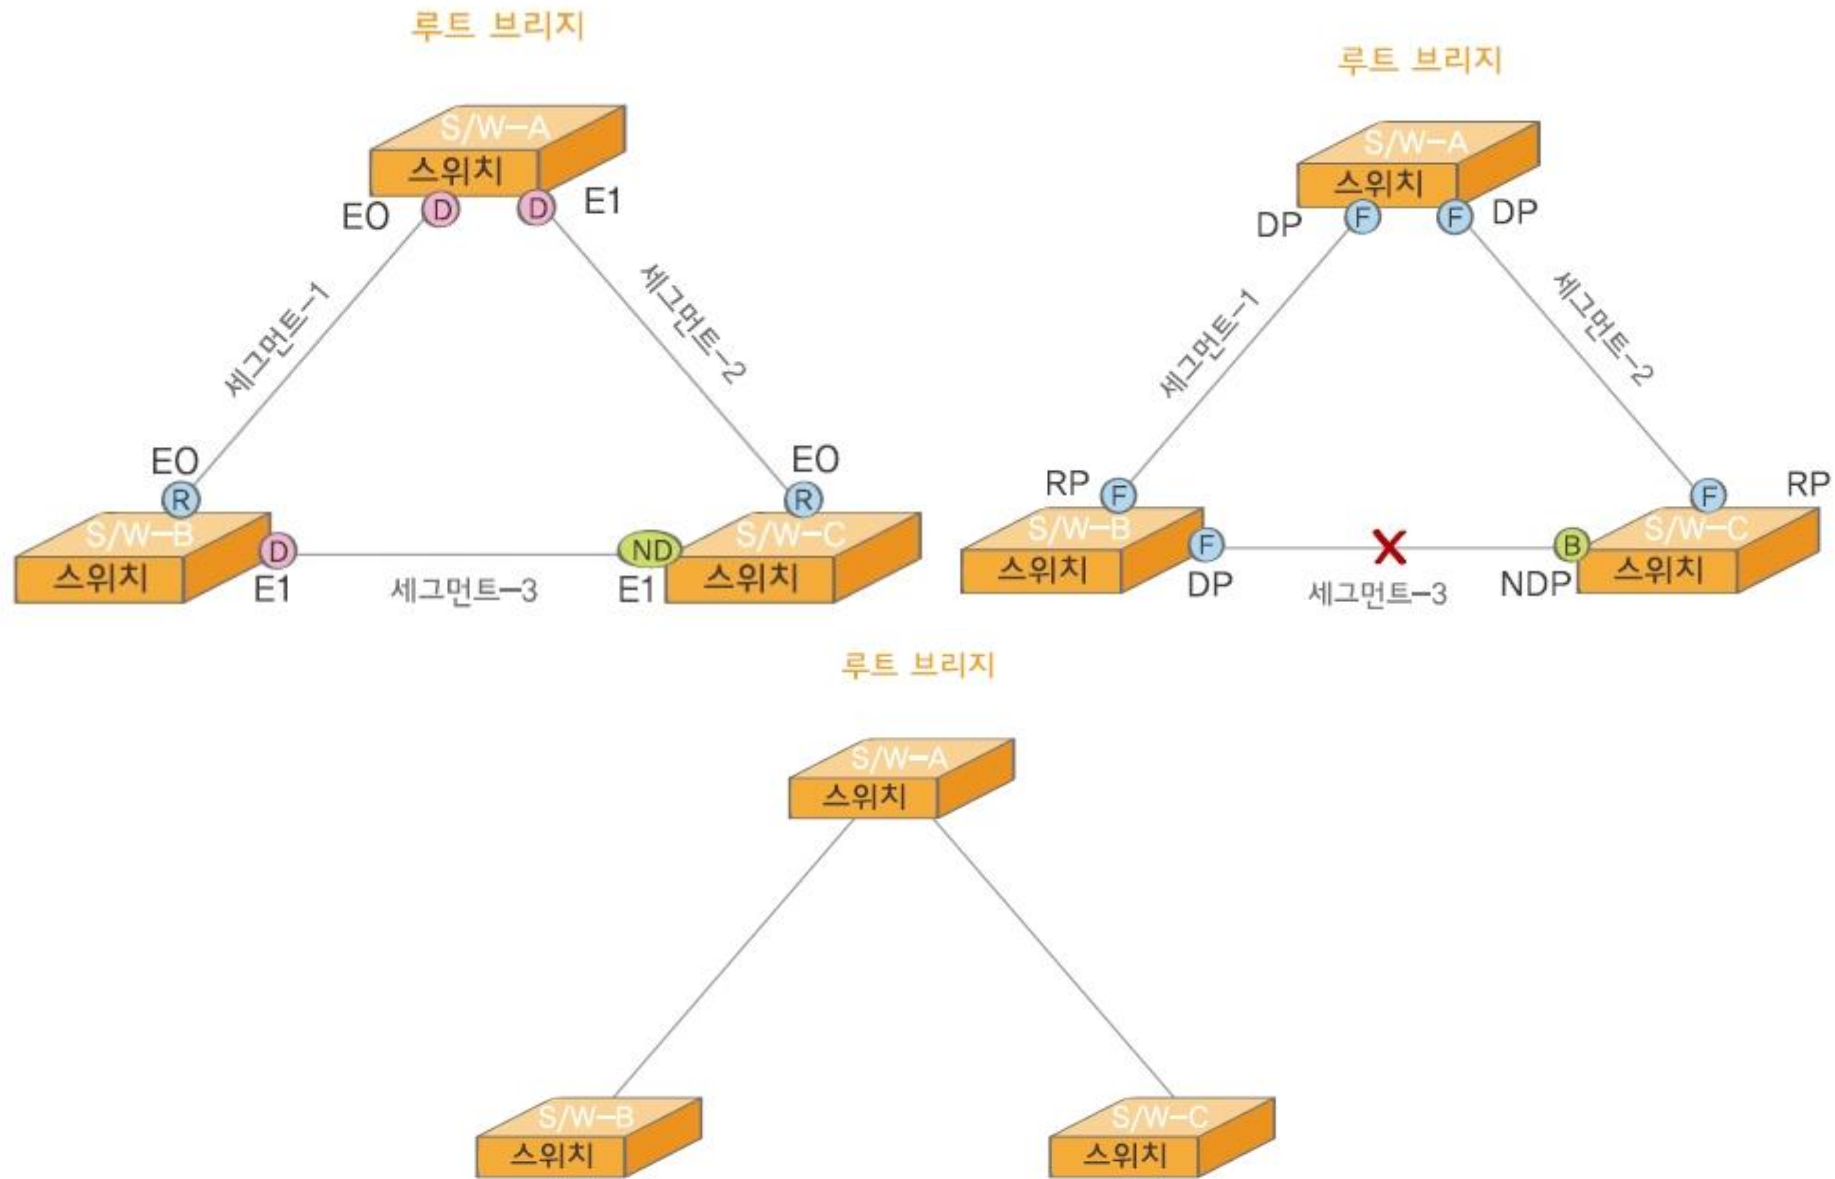 루트 브리지
S/W-A
스위치
E0
D
D
E1
세그먼트-1
세그먼트-2
E0
R
E0
R
S/W-B
스위치
D
E1
세그먼트-3
ND
E1
S/W-C
스위치
루트 브리지
S/W-A
스위치
DP
F
F
DP
세그먼트-1
세그먼트-2
RP
F
F
RP
S/W-B
스위치
F
DP
세그먼트-3
B
NDP
S/W-C
스위치
루트 브리지
S/W-A
스위치
S/W-B
스위치
S/W-C
스위치